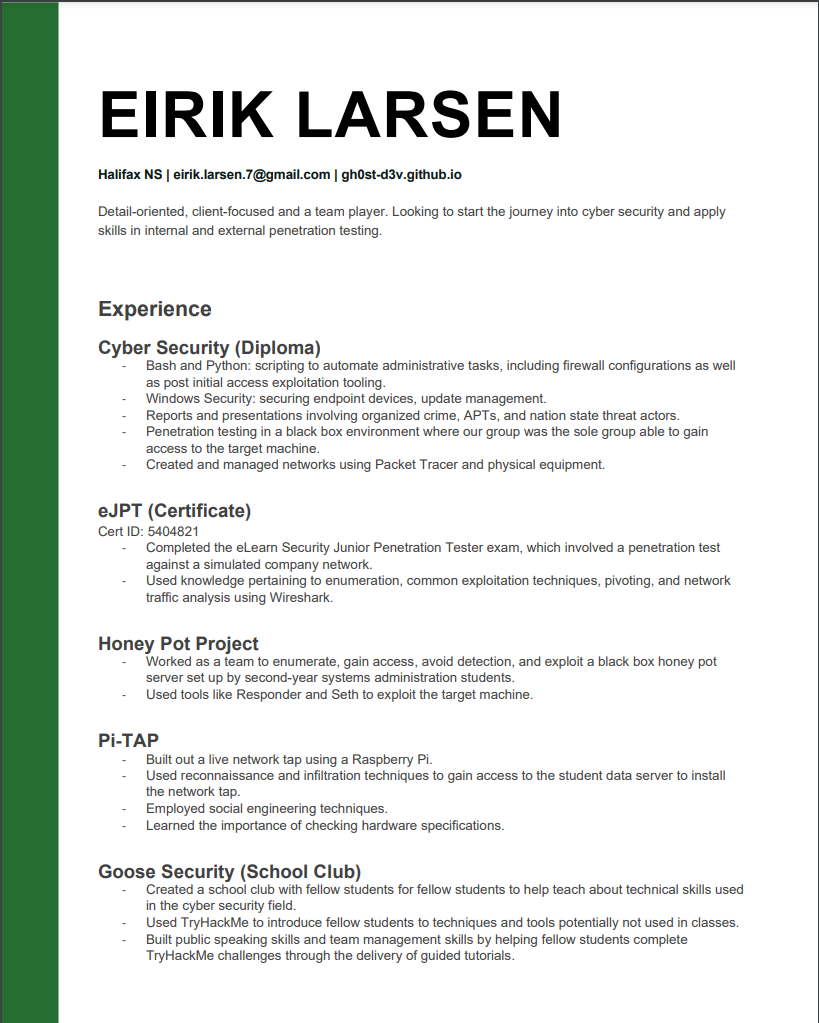 EIRIK LARSEN
Halifax NS | eirik.larsen.7@gmail.com | gh0st-d3v.github.io
Detail-oriented, client-focused and a team player. Looking to start the journey into cyber security and apply
skills in internal and external penetration testing.
Experience
Cyber Security (Diploma)
- Bash and Python: scripting to automate administrative tasks, including firewall configurations as well
as post initial access exploitation tooling.
- Windows Security: securing endpoint devices, update management.
- Reports and presentations involving organized crime, APTs, and nation state threat actors.
- Penetration testing in a black box environment where our group was the sole group able to gain
access to the target machine.
- Created and managed networks using Packet Tracer and physical equipment.
eJPT (Certificate)
Cert ID: 5404821
- Completed the eLearn Security Junior Penetration Tester exam, which involved a penetration test
against a simulated company network.
- Used knowledge pertaining to enumeration, common exploitation techniques, pivoting, and network
traffic analysis using Wireshark.
Honey Pot Project
- Worked as a team to enumerate, gain access, avoid detection, and exploit a black box honey pot
server set up by second-year systems administration students.
- Used tools like Responder and Seth to exploit the target machine.
Pi-TAP
- Built out a live network tap using a Raspberry Pi.
- Used reconnaissance and infiltration techniques to gain access to the student data server to install
the network tap.
- Employed social engineering techniques.
- Learned the importance of checking hardware specifications.
Goose Security (School Club)
- Created a school club with fellow students for fellow students to help teach about technical skills used
in the cyber security field.
- Used TryHackMe to introduce fellow students to techniques and tools potentially not used in classes.
- Built public speaking skills and team management skills by helping fellow students complete
TryHackMe challenges through the delivery of guided tutorials.